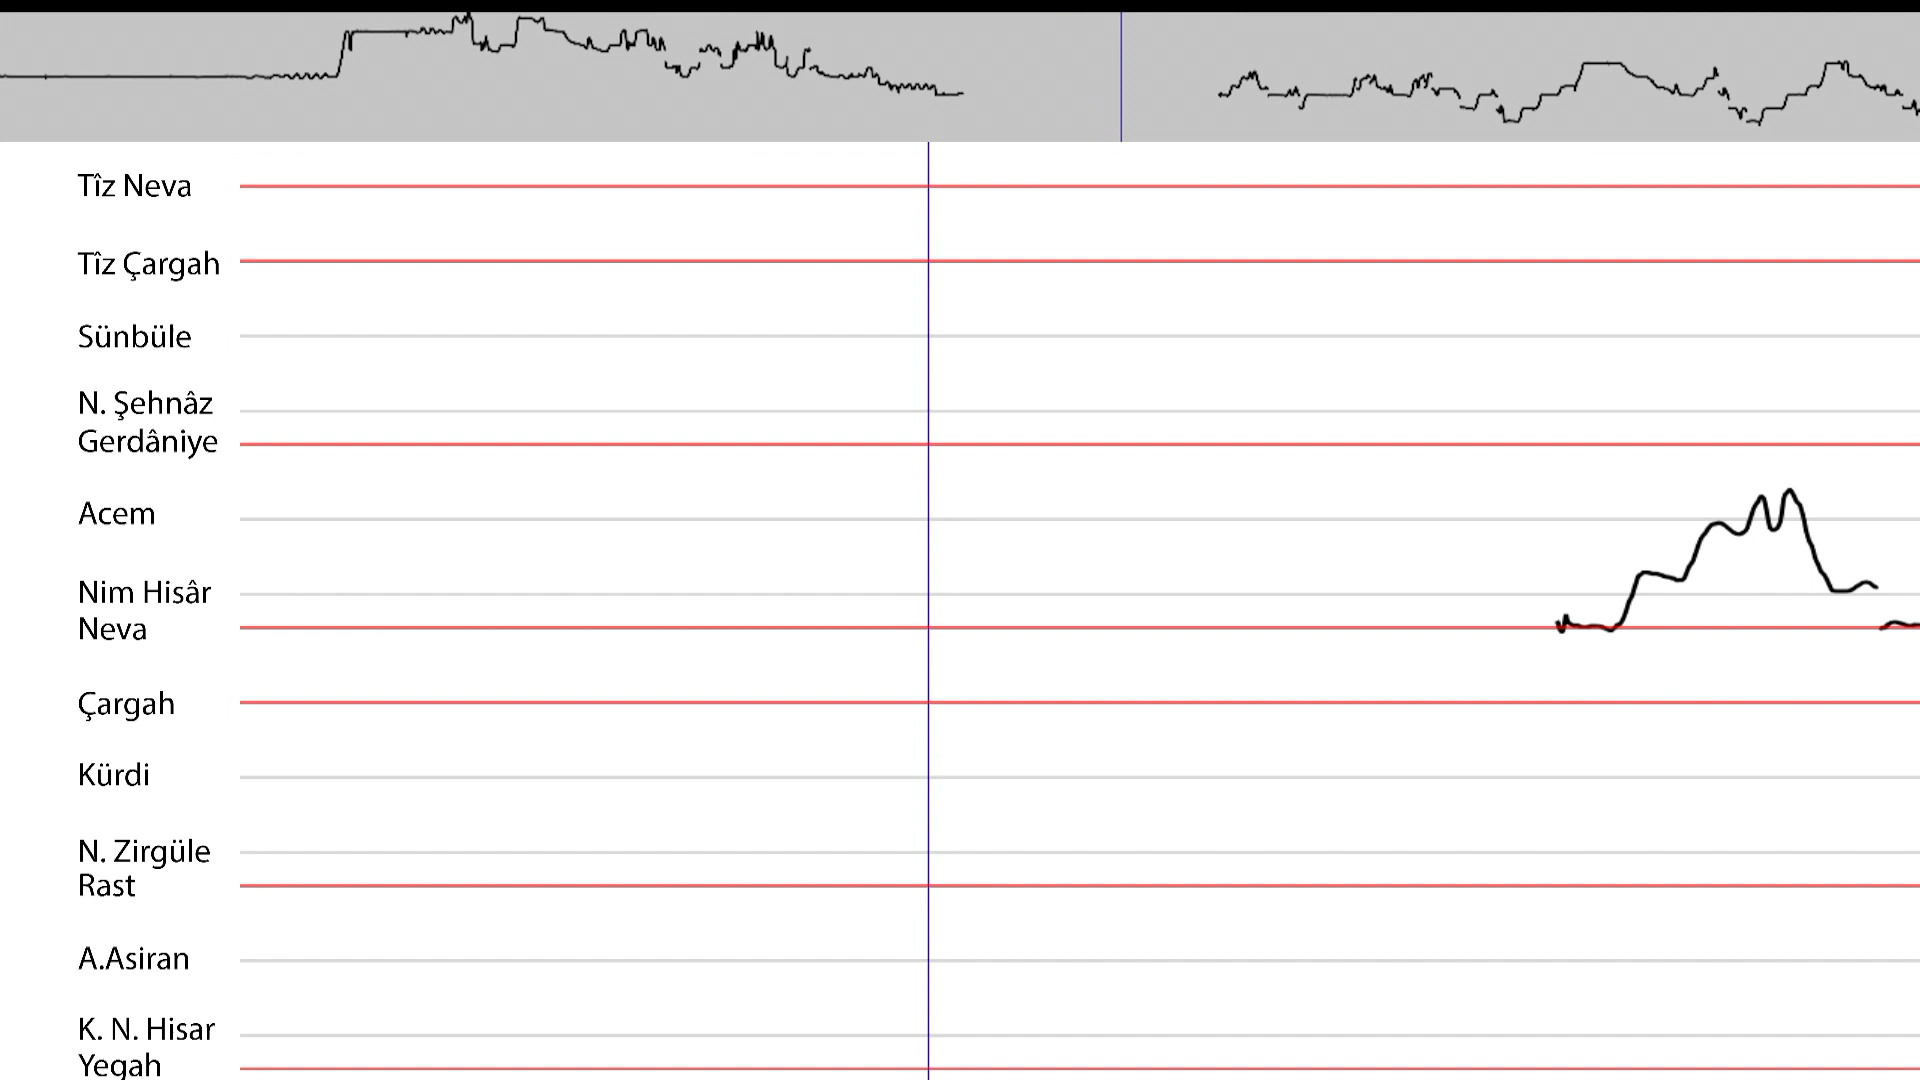 Tîz Neva
Tîz Çargah
Sünbüle
N. Şehnâz
Gerdâniye
Acem
Nim Hisâr
Neva
Çargah
Kürdi
N. Zirgüle
Rast
A.Asiran
K. N. Hisar
Yegah